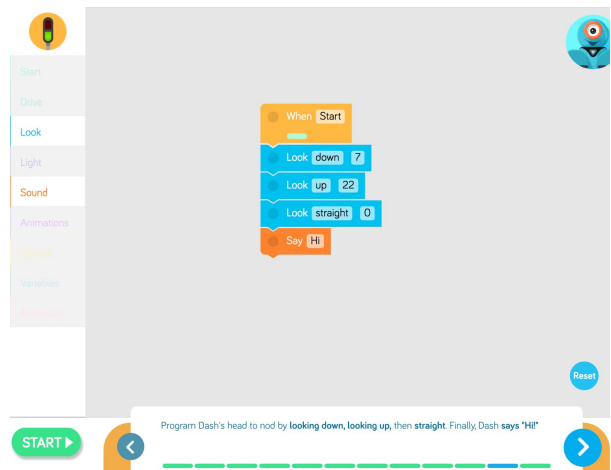 Start
Drive
Look
Light
Sound
Animations
Control
Variables
When Start
Look down 7
Look up 22
Look straight 0
Say Hi
Reset
START
Program Dash's head to nod by looking down, looking up, then straight. Finally, Dash says "Hi!"